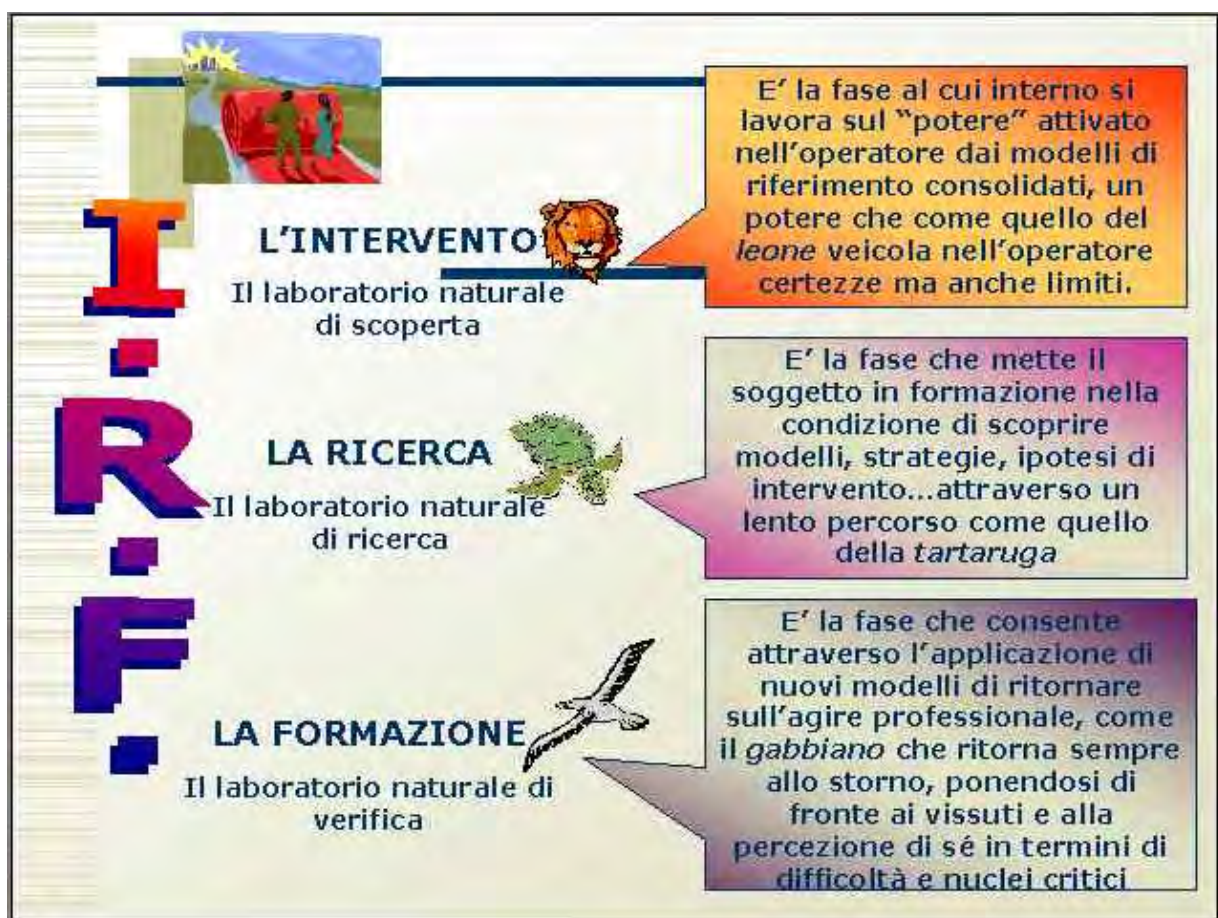 I.R.F.
L'INTERVENTO
Il laboratorio naturale
di scoperta
E' la fase al cui interno si
lavora sul “potere” attivato
nell'operatore dai modelli di
riferimento consolidati, un
potere che come quello del
leone veicola nell'operatore
certezze ma anche limiti.
LA RICERCA
Il laboratorio naturale
di ricerca
E' la fase che mette il
soggetto in formazione nella
condizione di scoprire
modelli, strategie, ipotesi di
intervento...attraverso un
lento percorso come quello
della tartaruga
LA FORMAZIONE
Il laboratorio naturale di
verifica
E' la fase che consente
attraverso l'applicazione di
nuovi modelli di ritornare
sull'agire professionale, come
il gabbiano che ritorna sempre
allo storno, ponendosi di
fronte ai vissuti e alla
percezione di sé in termini di
difficoltà e nuclei critici